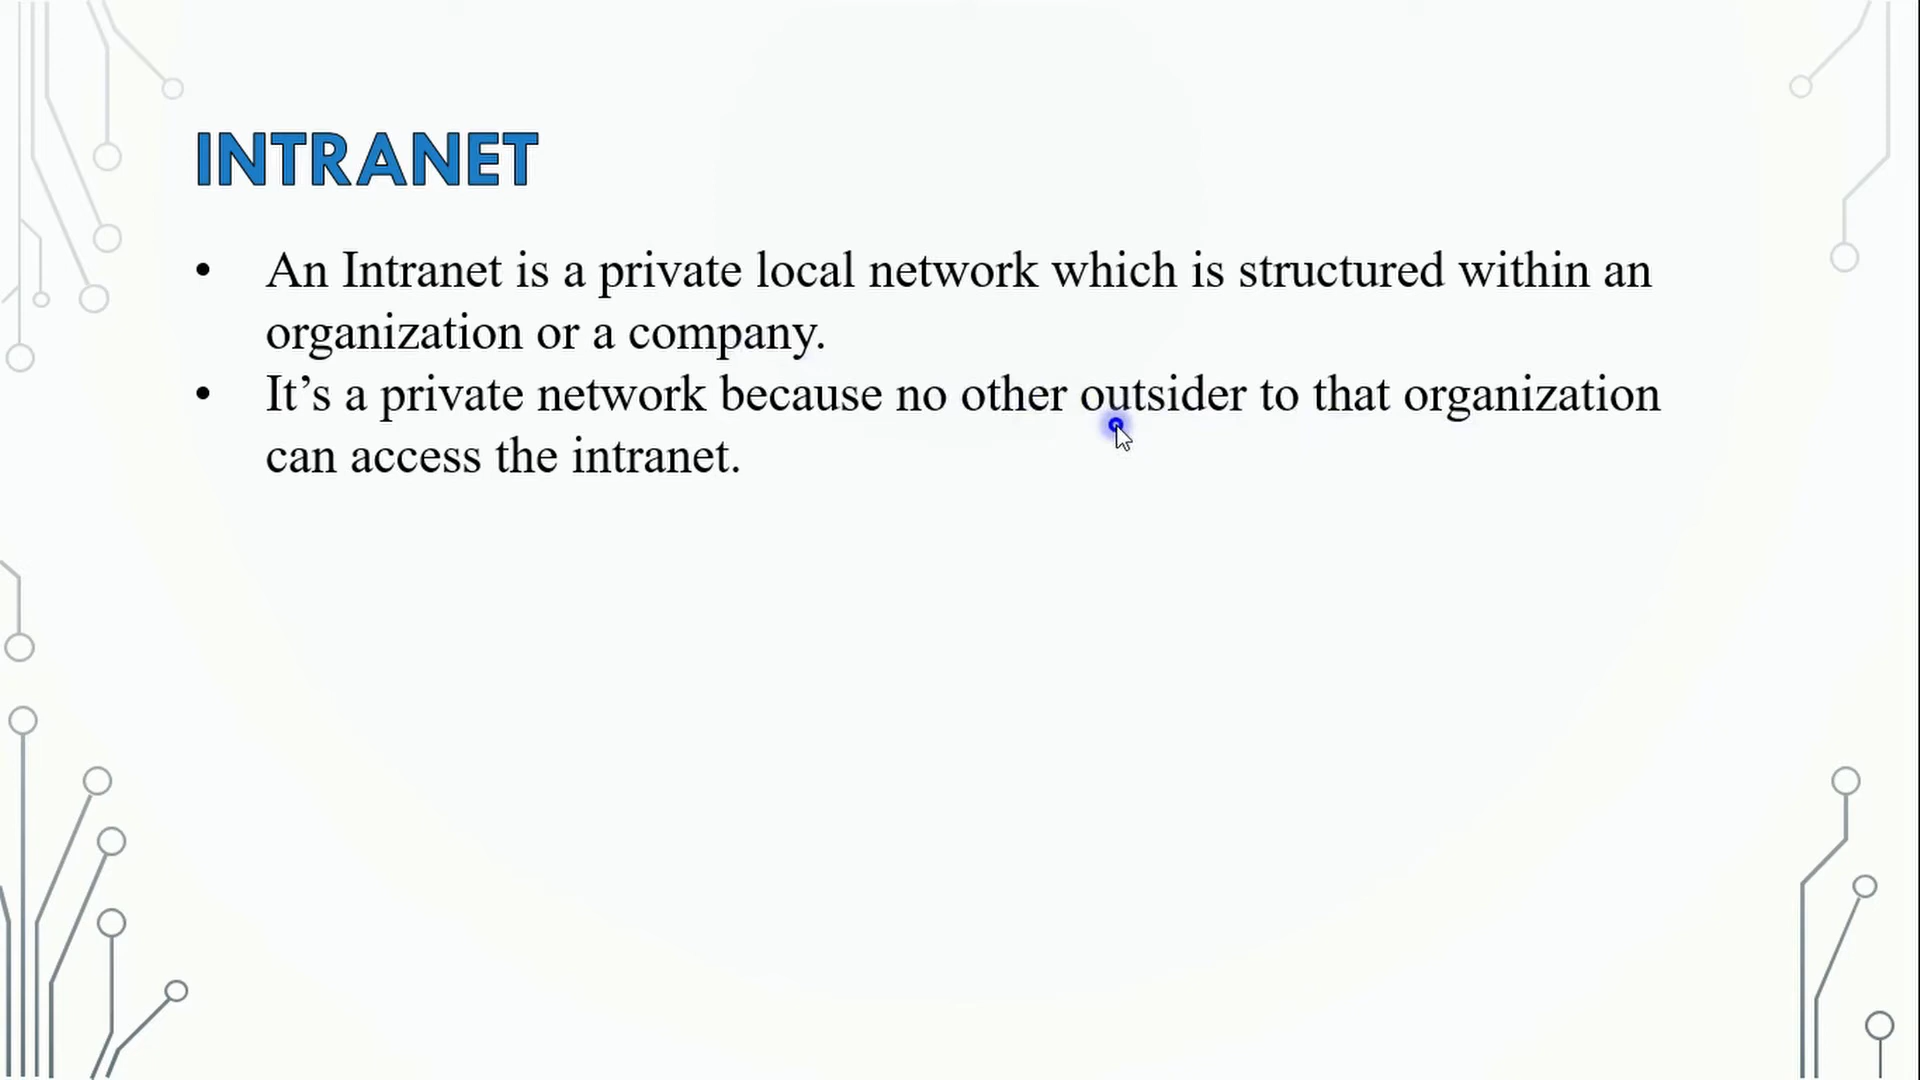 INTRANET
• An Intranet is a private local network which is structured within an
organization or a company.
• It’s a private network because no other outsider to that organization
can access the intranet.